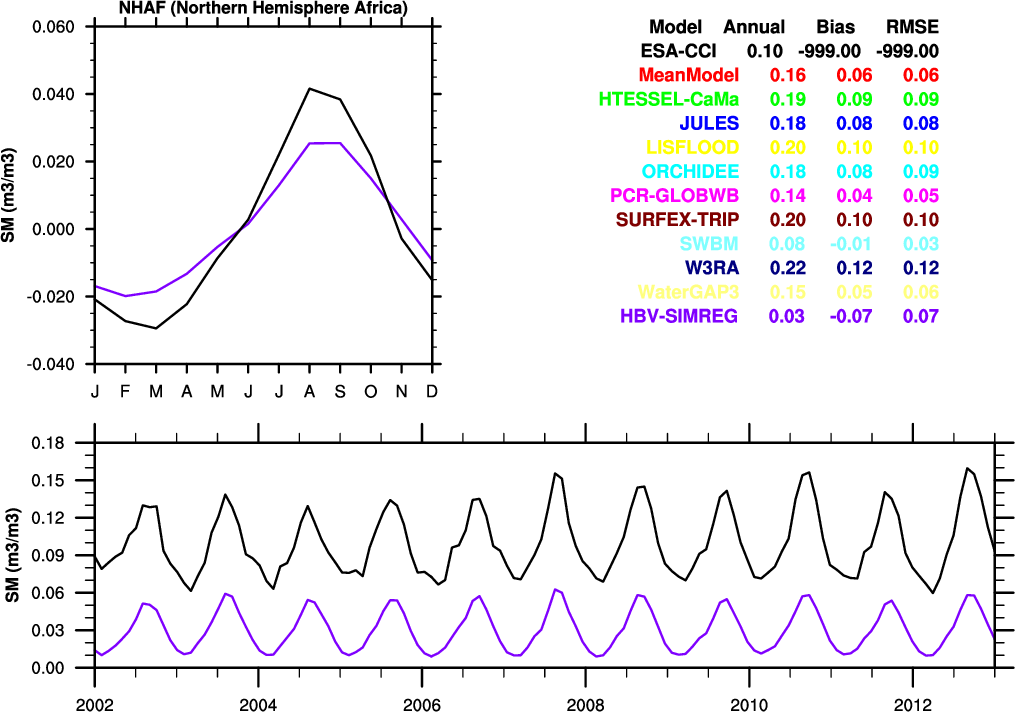 NHAF (Northern Hemisphere Africa)
0.060
0.040
0.020
0.000
-0.020
-0.040
SM (m3/m3)
J F M A M J J A S O N D
Model Annual Bias RMSE
ESA-CCI 0.10 -999.00 -999.00
MeanModel 0.16 0.06 0.06
HTESSEL-CaMa 0.19 0.09 0.09
JULES 0.18 0.08 0.08
LISFLOOD 0.20 0.10 0.10
ORCHIDEE 0.18 0.08 0.09
PCR-GLOBWB 0.14 0.04 0.05
SURFEX-TRIP 0.20 0.10 0.10
SWBM 0.08 -0.01 0.03
W3RA 0.22 0.12 0.12
WaterGAP3 0.15 0.05 0.06
HBV-SIMREG 0.03 -0.07 0.07
0.18
0.15
0.12
0.09
0.06
0.03
0.00
SM (m3/m3)
2002 2004 2006 2008 2010 2012